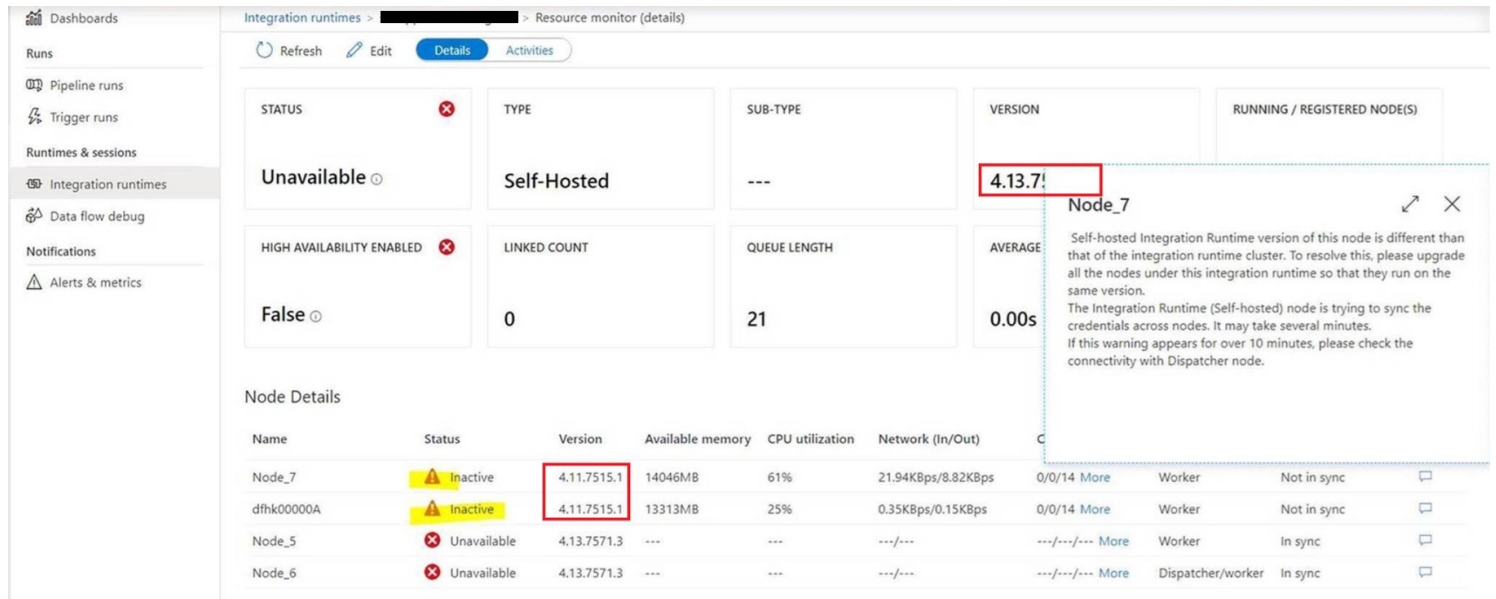 Dashboards
Runs
Pipeline runs
Trigger runs
Runtimes & sessions
Integration runtimes
Data flow debug
Notifications
Alerts & metrics
Integration runtimes > > Resource monitor (details)
Refresh Edit Details Activities
STATUS TYPE SUB-TYPE VERSION RUNNING / REGISTERED NODE(S)
Unavailable Self-Hosted --- 4.13.7
HIGH AVAILABILITY ENABLED LINKED COUNT QUEUE LENGTH AVERAGE
False 0 21 0.00s
Node_7
Self-hosted Integration Runtime version of this node is different than
that of the integration runtime cluster. To resolve this, please upgrade
all the nodes under this integration runtime so that they run on the
same version.
The Integration Runtime (Self-hosted) node is trying to sync the
credentials across nodes. It may take several minutes.
If this warning appears for over 10 minutes, please check the
connectivity with Dispatcher node.
Node Details
Name Status Version Available memory CPU utilization Network (In/Out) C
Node_7 Inactive 4.11.7515.1 14046MB 61% 21.94KBps/8.82KBps 0/0/14 More Worker Not in sync
dfhk00000A Inactive 4.11.7515.1 13313MB 25% 0.35KBps/0.15KBps 0/0/14 More Worker Not in sync
Node_5 Unavailable 4.13.7571.3 --- --- ---/--- ---/---/--- More Worker In sync
Node_6 Unavailable 4.13.7571.3 --- --- ---/--- ---/---/--- More Dispatcher/worker In sync